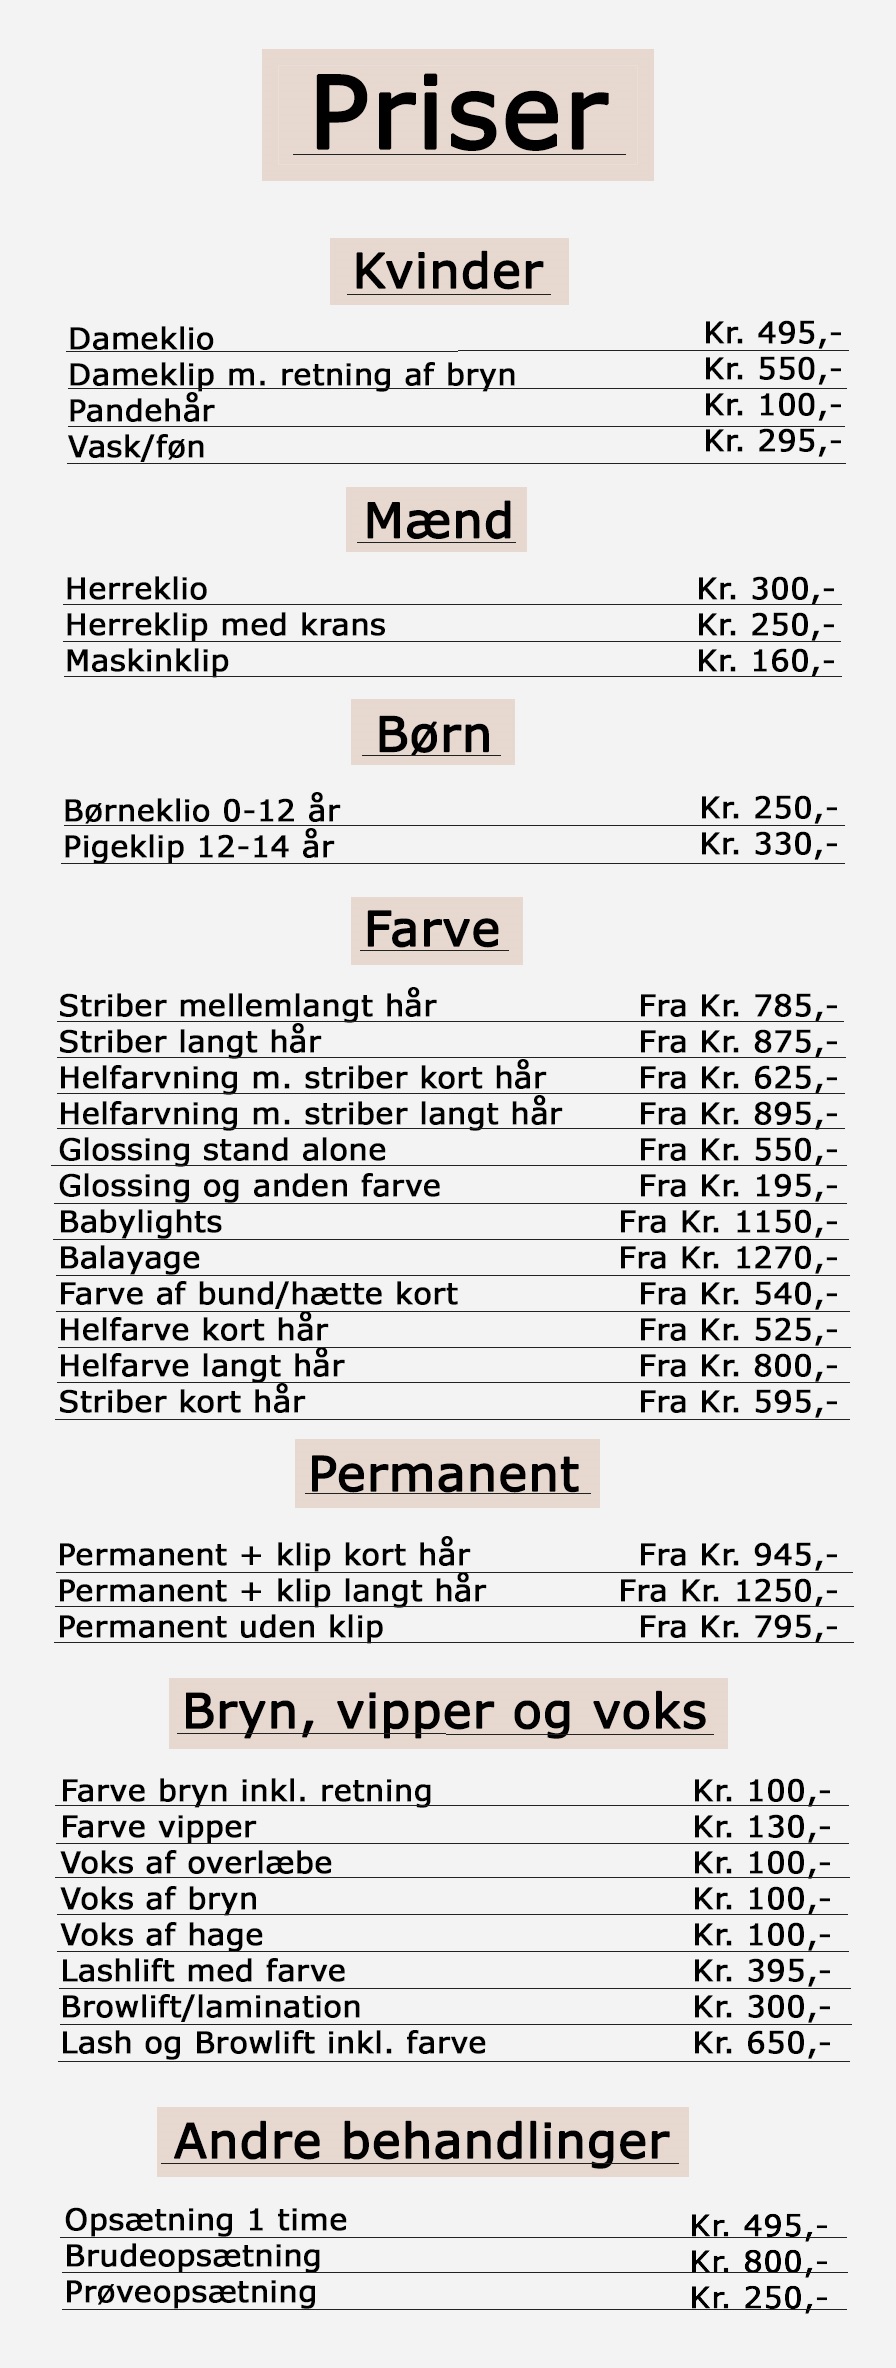 Priser
Kvinder
Dameklio Kr. 495,-
Dameklip m. retning af bryn Kr. 550,-
Pandehår Kr. 100,-
Vask/føn Kr. 295,-
Mænd
Herreklio Kr. 300,-
Herreklip med krans Kr. 250,-
Maskinklip Kr. 160,-
Børn
Børneklio 0-12 år Kr. 250,-
Pigeklip 12-14 år Kr. 330,-
Farve
Striber mellemlangt hår Fra Kr. 785,-
Striber langt hår Fra Kr. 875,-
Helfarvning m. striber kort hår Fra Kr. 625,-
Helfarvning m. striber langt hår Fra Kr. 895,-
Glossing stand alone Fra Kr. 550,-
Glossing og anden farve Fra Kr. 195,-
Babylights Fra Kr. 1150,-
Balayage Fra Kr. 1270,-
Farve af bund/hætte kort Fra Kr. 540,-
Helfarve kort hår Fra Kr. 525,-
Helfarve langt hår Fra Kr. 800,-
Striber kort hår Fra Kr. 595,-
Permanent
Permanent + klip kort hår Fra Kr. 945,-
Permanent + klip langt hår Fra Kr. 1250,-
Permanent uden klip Fra Kr. 795,-
Bryn, vipper og voks
Farve bryn inkl. retning Kr. 100,-
Farve vipper Kr. 130,-
Voks af overlæbe Kr. 100,-
Voks af bryn Kr. 100,-
Voks af hage Kr. 100,-
Lashlift med farve Kr. 395,-
Browlift/lamination Kr. 300,-
Lash og Browlift inkl. farve Kr. 650,-
Andre behandlinger
Opsætning 1 time Kr. 495,-
Brudeopsætning Kr. 800,-
Prøveopsætning Kr. 250,-